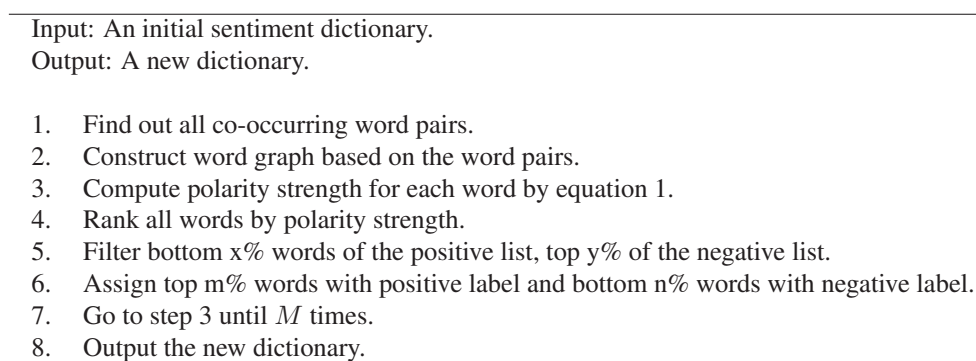 Input: An initial sentiment dictionary.
Output: A new dictionary.
1. Find out all co-occurring word pairs.
2. Construct word graph based on the word pairs.
3. Compute polarity strength for each word by equation 1.
4. Rank all words by polarity strength.
5. Filter bottom x% words of the positive list, top y% of the negative list.
6. Assign top m% words with positive label and bottom n% words with negative label.
7. Go to step 3 until M times.
8. Output the new dictionary.